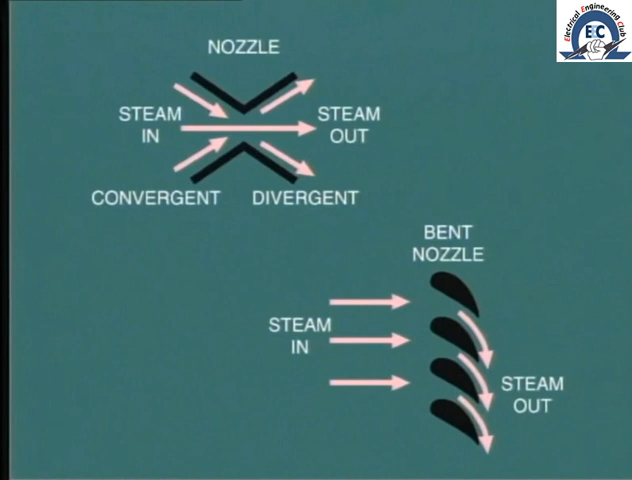 Electrical Engineering Club
EEC
NOZZLE
STEAM
IN
STEAM
OUT
CONVERGENT
DIVERGENT
BENT
NOZZLE
STEAM
IN
STEAM
OUT